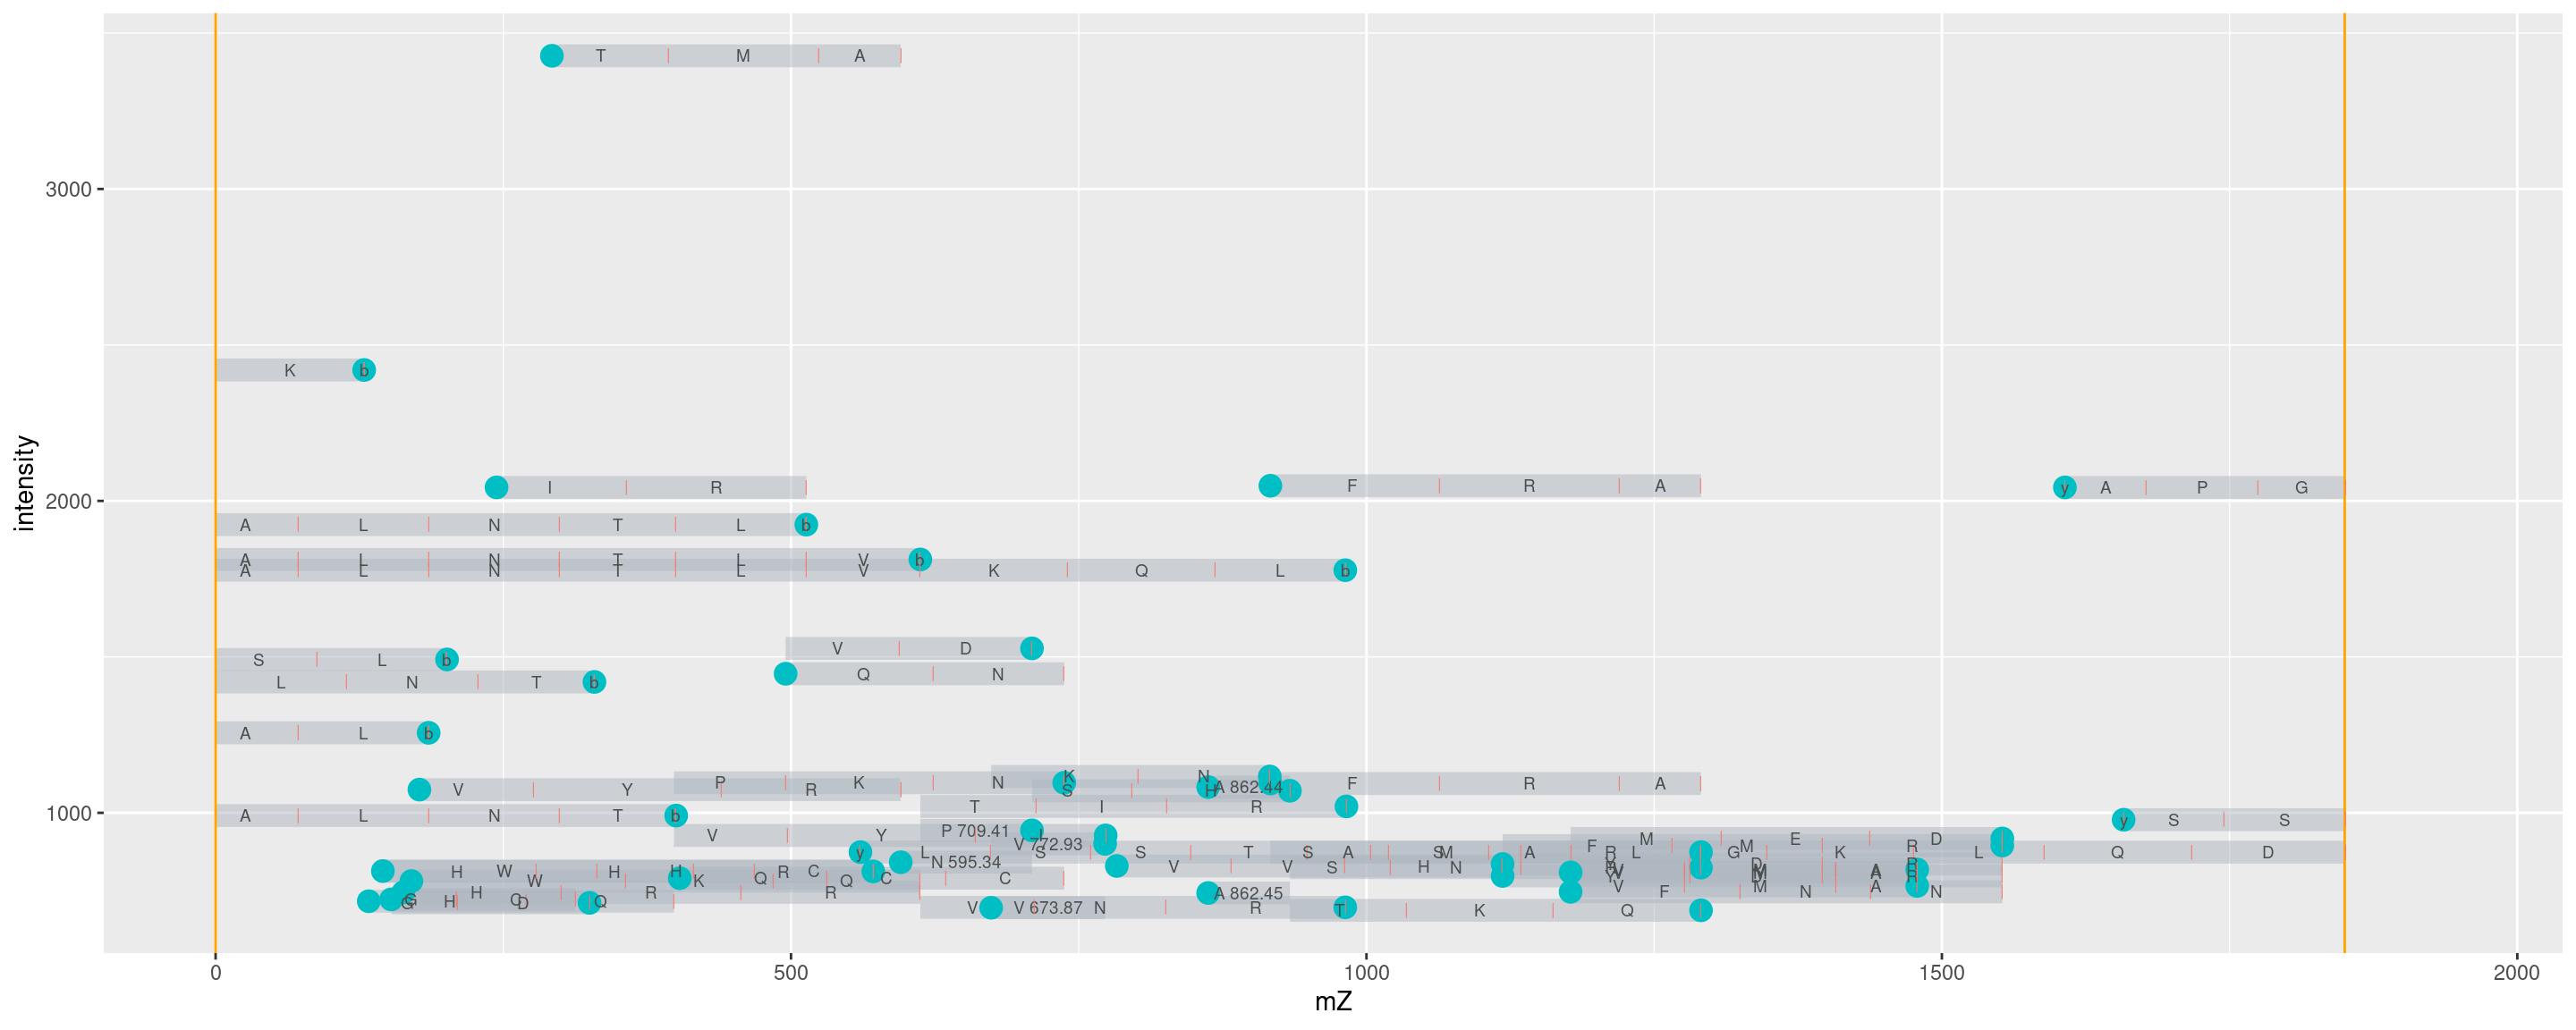 T M A
3000
K b
I R F R A y A P G
2000
A L N T L b
A L N T L V b
A L N T L V K Q L b
V D
S L b
Q N
L N T b
A L b
K N
P K N F R A
A 862.44
V Y R S H
T I R
A L N T b
y S S
1000
P 709.41
V Y L
M E D
V 772.93
F M R
y L S S T S A S M A R L G K L Q D
N 595.34
V V S H N
H W H H R C
W K Q Q C C
H Q R R
A 862.45
V F M N A N
G H D Q
V V 673.87 N R
T K Q
0 500 1000 1500 2000
mZ
intensity